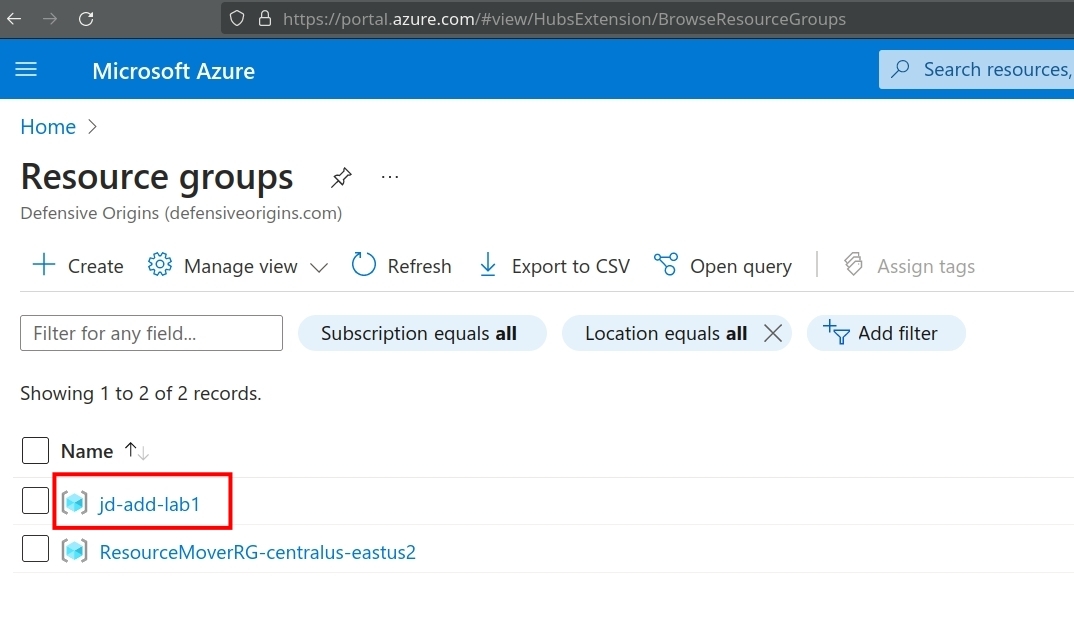 https://portal.azure.com/#view/HubsExtension/BrowseResourceGroups
Microsoft Azure
Search resources,
Home
Resource groups
Defensive Origins (defensiveorigins.com)
Create Manage view Refresh Export to CSV Open query Assign tags
Filter for any field... Subscription equals all Location equals all Add filter
Showing 1 to 2 of 2 records.
Name
jd-add-lab1
ResourceMoverRG-centralus-eastus2